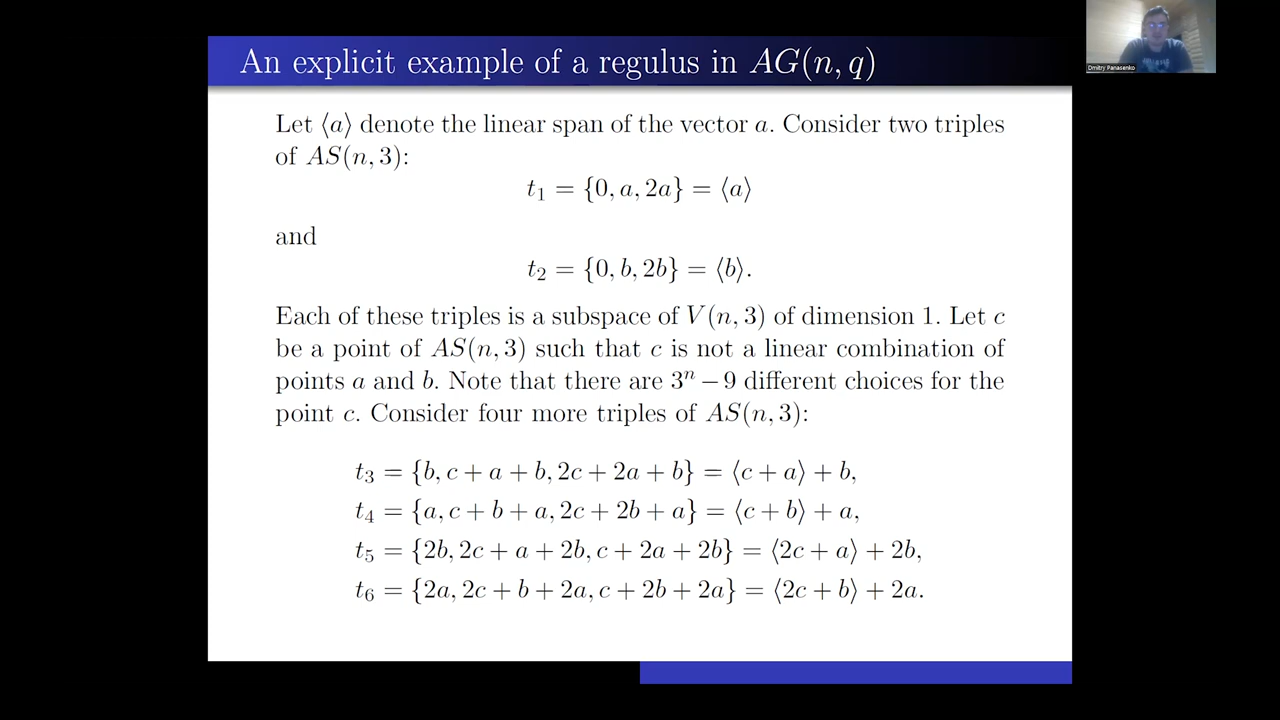 An explicit example of a regulus in AG(n, q)
Dmitry Panasenko
Let ⟨a⟩ denote the linear span of the vector a. Consider two triples
of AS(n, 3):
t₁ = {0, a, 2a} = ⟨a⟩
and
t₂ = {0, b, 2b} = ⟨b⟩.
Each of these triples is a subspace of V(n, 3) of dimension 1. Let c
be a point of AS(n, 3) such that c is not a linear combination of
points a and b. Note that there are 3ⁿ − 9 different choices for the
point c. Consider four more triples of AS(n, 3):
t₃ = {b, c + a + b, 2c + 2a + b} = ⟨c + a⟩ + b,
t₄ = {a, c + b + a, 2c + 2b + a} = ⟨c + b⟩ + a,
t₅ = {2b, 2c + a + 2b, c + 2a + 2b} = ⟨2c + a⟩ + 2b,
t₆ = {2a, 2c + b + 2a, c + 2b + 2a} = ⟨2c + b⟩ + 2a.